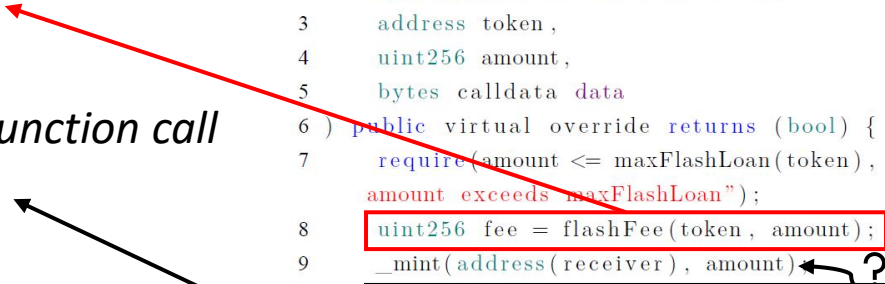 3 address token,
4 uint256 amount,
5 bytes calldata data
unction call
6 ) public virtual override returns (bool) {
7 require(amount <= maxFlashLoan(token),
amount exceeds maxFlashLoan");
8 uint256 fee = flashFee(token, amount);
9 _mint(address(receiver), amount);
?